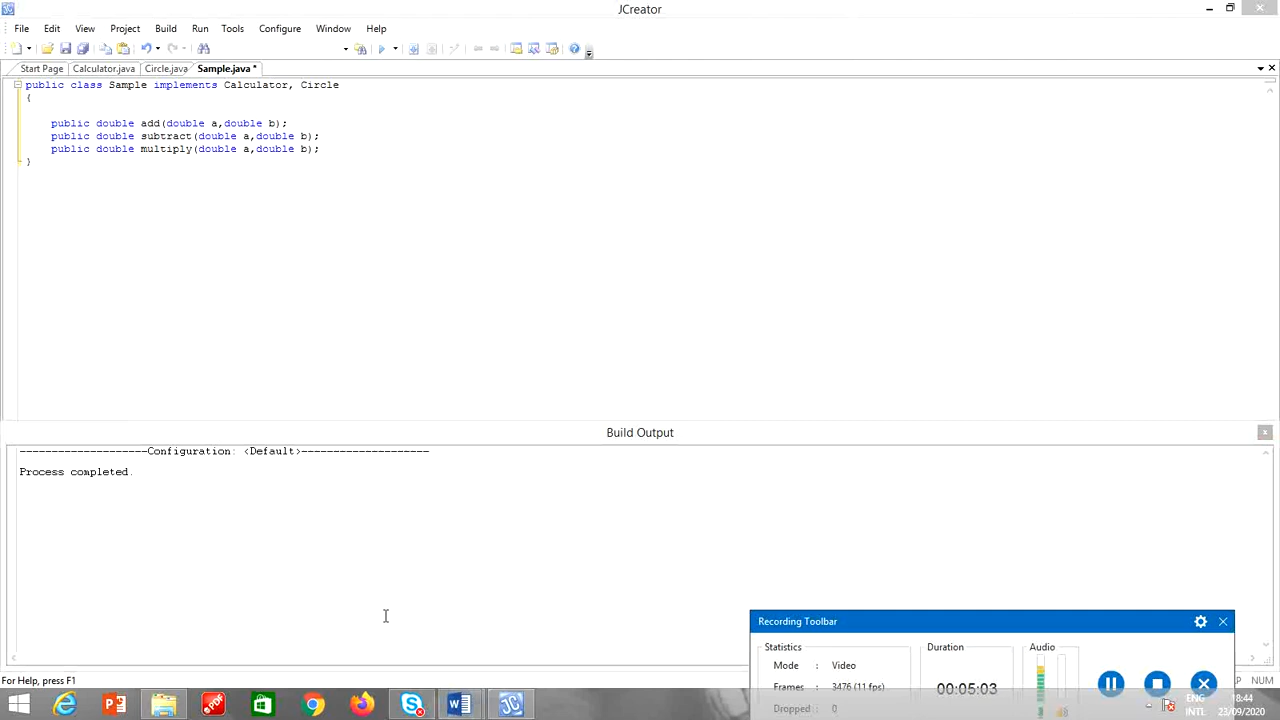 JCreator
File Edit View Project Build Run Tools Configure Window Help
Start Page Calculator.java Circle.java Sample.java *
public class Sample implements Calculator, Circle
{
public double add(double a,double b);
public double subtract(double a,double b);
public double multiply(double a,double b);
}
Build Output
--------------------Configuration: <Default>--------------------
Process completed.
Recording Toolbar
Statistics Duration Audio
Mode : Video
Frames : 3476 (11 fps)
00:05:03
Dropped : 0
For Help, press F1
NUM
ENG 18:44
INTL 23/09/2020